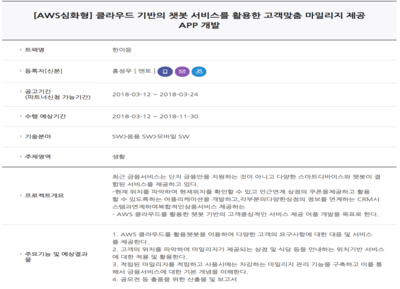 [AWS심화형] 클라우드 기반의 챗봇 서비스를 활용한 고객맞춤 마일리지 제공
APP 개발
트랙명 한이음
등록자[신분] 홍성우 [ 멘토 ]
공고기간
(파트너신청 가능기간) 2018-03-12 ~ 2018-03-24
수행 예상기간 2018-03-12 ~ 2018-11-30
기술분야 SW>응용 SW>모바일 SW
주제영역 생활
프로젝트개요
최근 금융서비스는 단지 금융만을 지원하는 것이 아니고 다양한 스마트디바이스와 챗봇이 결
합된 서비스를 제공하고 있다.
-현재 위치를 파악하여 현재위치를 확인할 수 있고 인근연계 상점의 쿠폰을제공하고 활용
할 수 있도록하는 어플리케이션을 개발하고,각부분의다양한상점의 정보를 연계하는 CRM시
스템과연계하여복합적인상품서비스 제공하는
- AWS 클라우드를 활용한 챗봇 기반의 고객중심적인 서비스 제공 어플 개발을 목표로 한다.
주요기능 및 예상결과
물
1. AWS 클라우드를 활용챗봇을 이용하여 다양한 고객의 요구사항에 대한 대응 및 서비스
를 제공한다.
2. 고객의 위치를 파악하여 마일리지가 제공되는 상점 및 식당 등을 안내하는 위치기반 서비스
에 대한 적용 및 활용한다.
3. 적립된 마일리지를 적립하고 사용시에는 차감하는 마일리지 관리 기능을 구축하고 이를 통
해서 금융서비스에 대한 기본 개념을 이해한다.
4. 공모전 등 출품을 위한 산출물 및 보고서